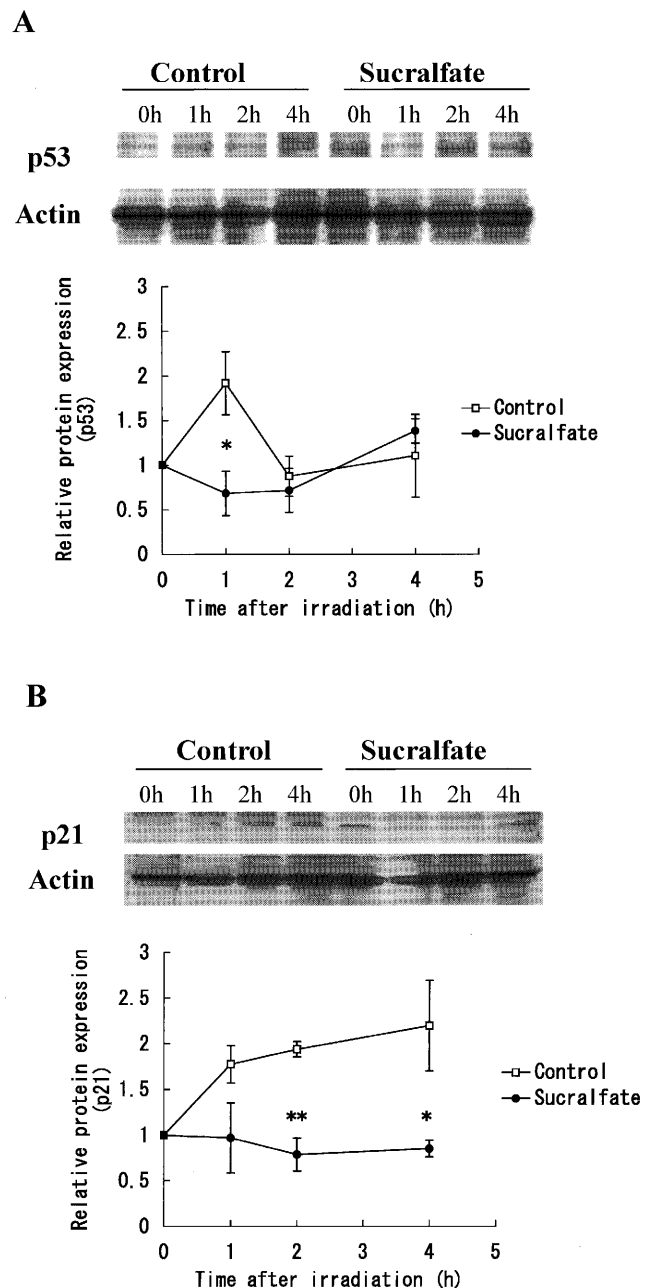 A
Control Sucralfate
0h 1h 2h 4h 0h 1h 2h 4h
p53
Actin
Relative protein expression
(p53)
3
2.5
2
1.5
1
0.5
0
*
Control
Sucralfate
0 1 2 3 4 5
Time after irradiation (h)
B
Control Sucralfate
0h 1h 2h 4h 0h 1h 2h 4h
p21
Actin
Relative protein expression
(p21)
3
2.5
2
1.5
1
0.5
0
** *
Control
Sucralfate
0 1 2 3 4 5
Time after irradiation (h)